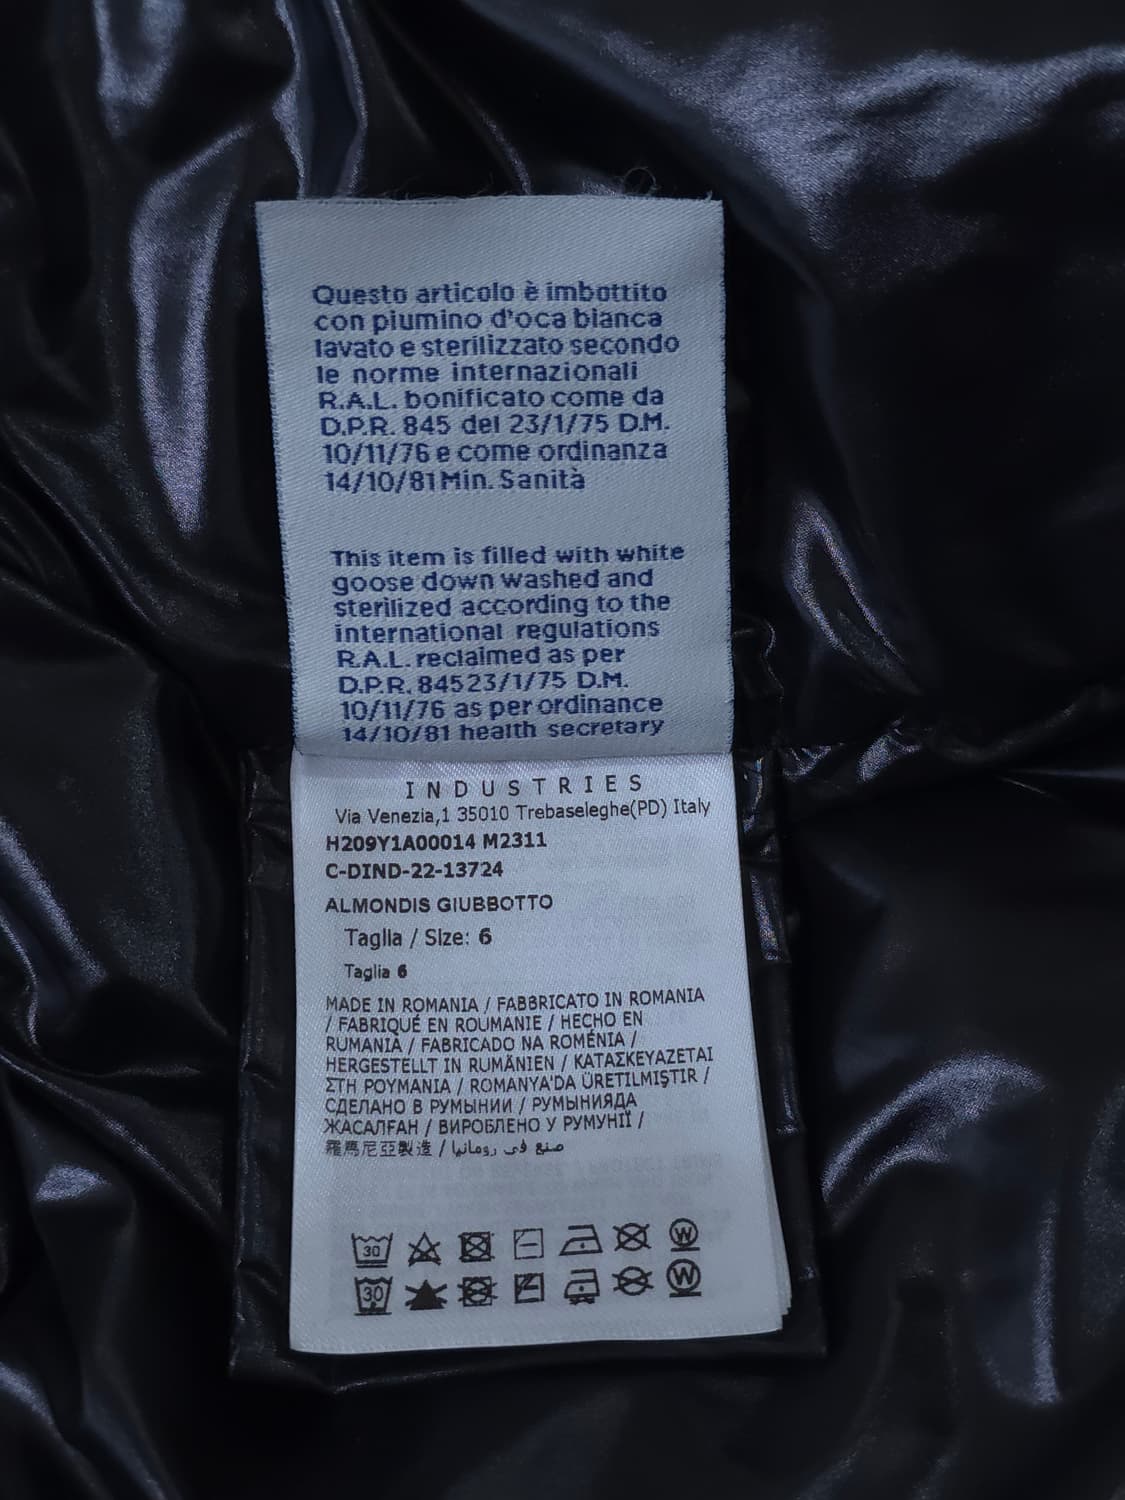 Questo articolo è imbottito
con piumino d'oca bianca
lavato e sterilizzato secondo
le norme internazionali
R.A.L. bonificato come da
D.P.R. 845 del 23/1/75 D.M.
10/11/76 e come ordinanza
14/10/81 Min. Sanità
This item is filled with white
goose down washed and
sterilized according to the
international regulations
R.A.L. reclaimed as per
D.P.R. 845 23/1/75 D.M.
10/11/76 as per ordinance
14/10/81 health secretary
INDUSTRIES
Via Venezia,1 35010 Trebaseleghe(PD) Italy
H209Y1A00014 M2311
C-DIND-22-13724
ALMONDIS GIUBBOTTO
Taglia / Size: 6
Taglia 6
MADE IN ROMANIA / FABBRICATO IN ROMANIA
/ FABRIQUÉ EN ROUMANIE / HECHO EN
RUMANIA / FABRICADO NA ROMÉNIA /
HERGESTELLT IN RUMÄNIEN / ΚΑΤΑΣΚΕΥΑΖΕΤΑΙ
ΣΤΗ ΡΟΥΜΑΝΙΑ / ROMANYA'DA ÜRETILMIŞTIR /
СДЕЛАНО В РУМЫНИИ / РУМЫНИЯДА
ЖАСАЛҒАН / ВИРОБЛЕНО У РУМУНІЇ /
羅馬尼亞製造 / صنع في رومانيا
30 W
30 W